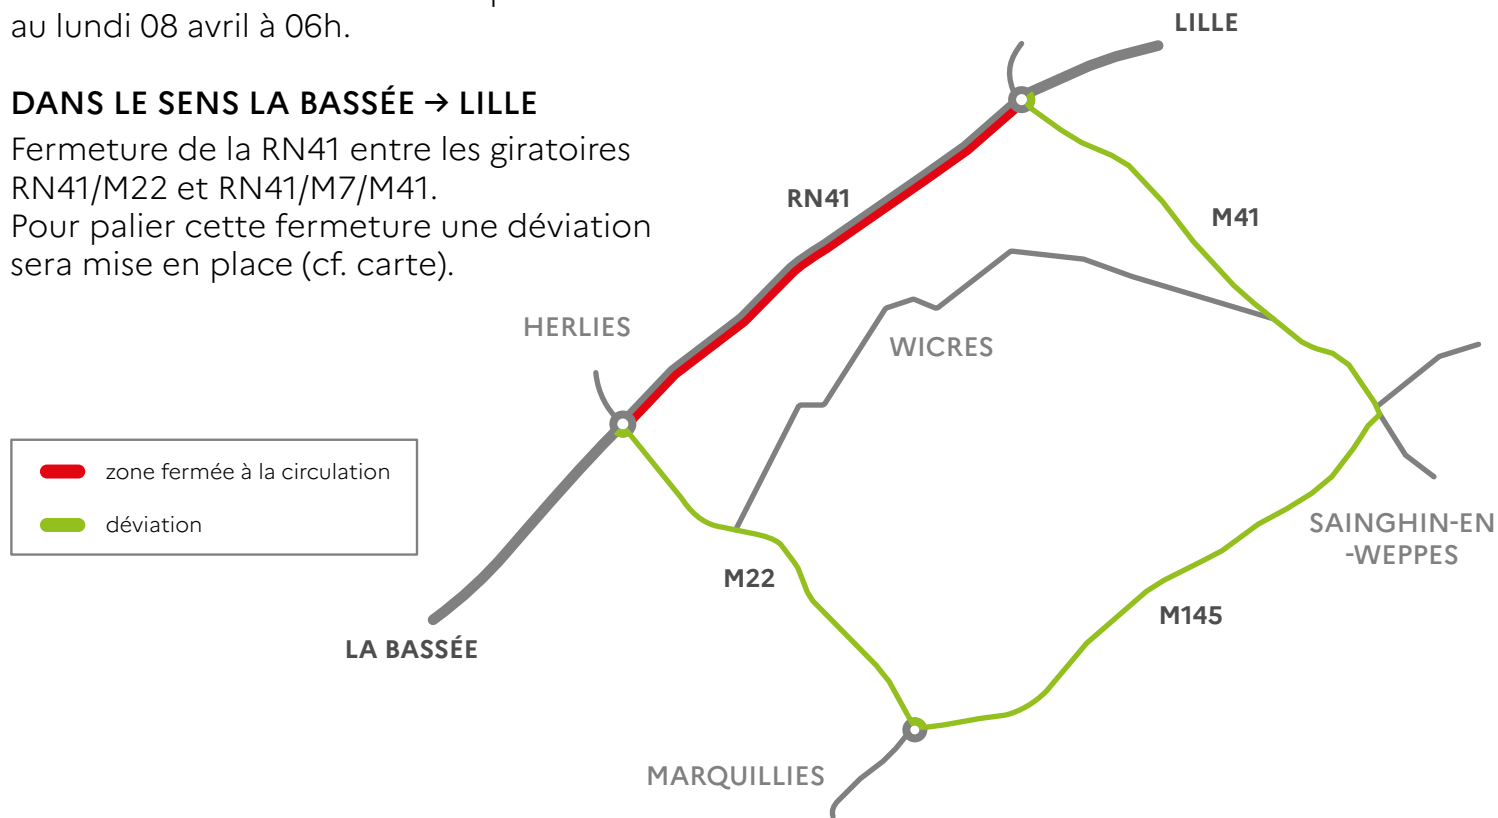 au lundi 08 avril à 06h.
DANS LE SENS LA BASSÉE → LILLE
Fermeture de la RN41 entre les giratoires
RN41/M22 et RN41/M7/M41.
Pour palier cette fermeture une déviation
sera mise en place (cf. carte).
LILLE
RN41
M41
HERLIES
WICRES
zone fermée à la circulation
déviation
SAINGHIN-EN
-WEPPES
M22
M145
LA BASSÉE
MARQUILLIES